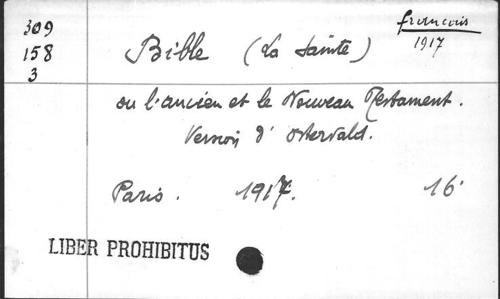 309
158
3
français
1917
Bible (La Sainte)
ou l'ancien et le Nouveau Testament.
Version d'Ostervald.
Paris. 1917. 16°
LIBER PROHIBITUS